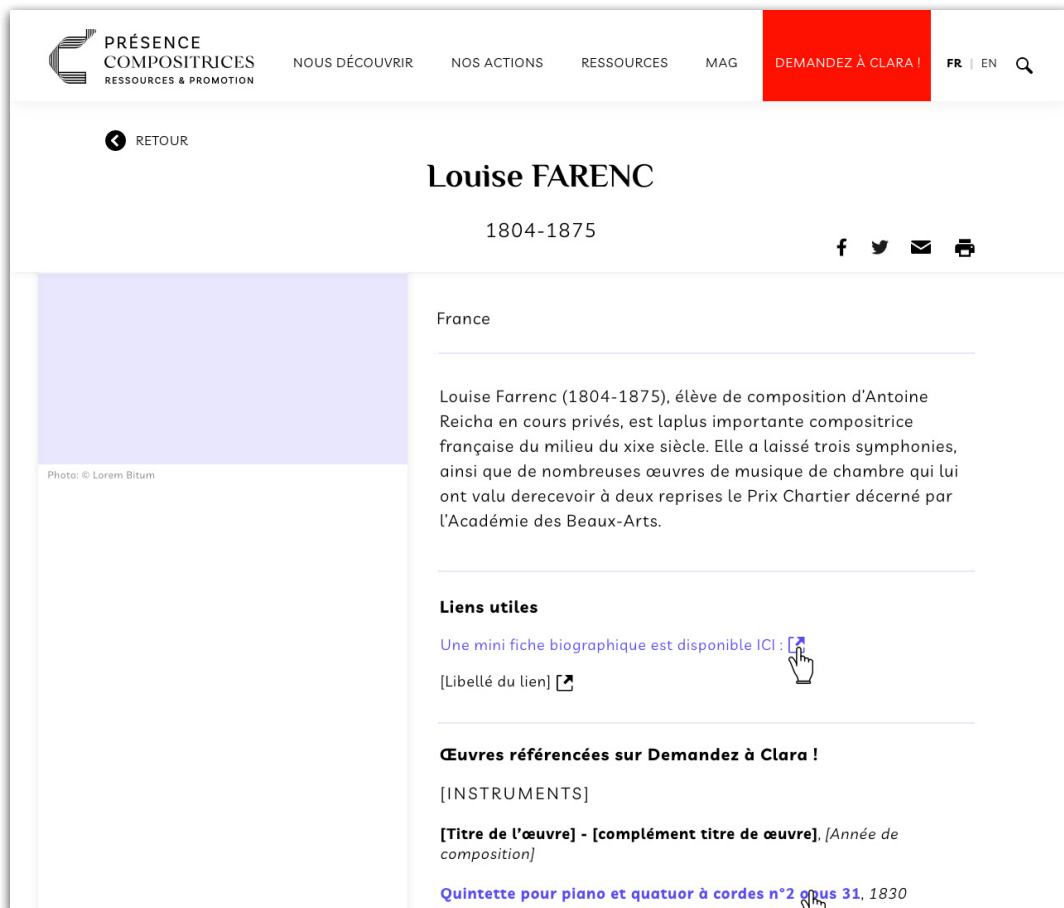 PRÉSENCE
COMPOSITRICES
RESSOURCES & PROMOTION
NOUS DÉCOUVRIR NOS ACTIONS RESSOURCES MAG DEMANDEZ À CLARA ! FR | EN
RETOUR
Louise FARENC
1804-1875
France
Louise Farrenc (1804-1875), élève de composition d’Antoine
Reicha en cours privés, est laplus importante compositrice
française du milieu du xixe siècle. Elle a laissé trois symphonies,
ainsi que de nombreuses œuvres de musique de chambre qui lui
ont valu derecevoir à deux reprises le Prix Chartier décerné par
l’Académie des Beaux-Arts.
Photo: © Lorem Bitum
Liens utiles
Une mini fiche biographique est disponible ICI :
[Libellé du lien]
Œuvres référencées sur Demandez à Clara !
[INSTRUMENTS]
[Titre de l’œuvre] - [complément titre de œuvre], [Année de
composition]
Quintette pour piano et quatuor à cordes n°2 opus 31, 1830